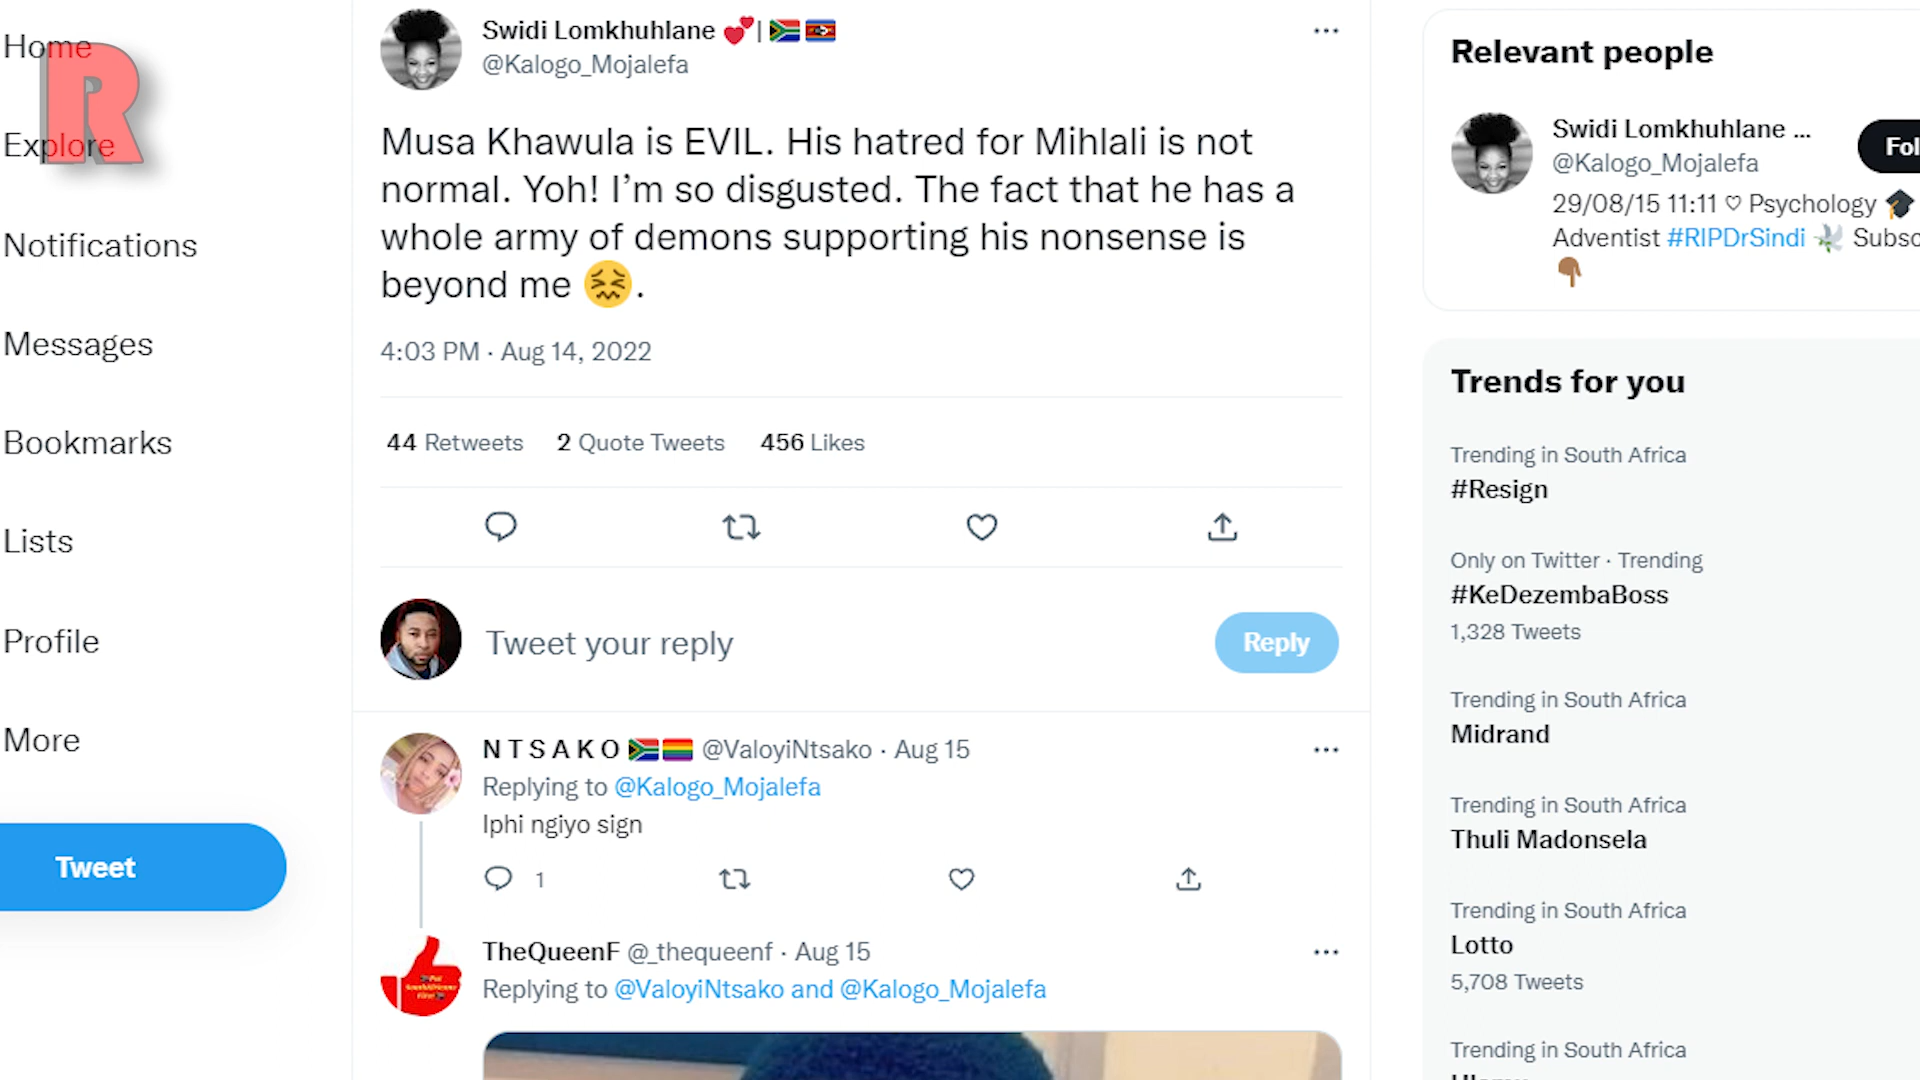 Home
R
Explore
Notifications
Messages
Bookmarks
Lists
Profile
More
Tweet
Swidi Lomkhuhlane 💕| 🇿🇦 🇸🇿
@Kalogo_Mojalefa
Musa Khawula is EVIL. His hatred for Mihlali is not
normal. Yoh! I’m so disgusted. The fact that he has a
whole army of demons supporting his nonsense is
beyond me 😖.
4:03 PM · Aug 14, 2022
44 Retweets 2 Quote Tweets 456 Likes
Tweet your reply
Reply
N T S A K O 🇿🇦🏳️‍🌈 @ValoyiNtsako · Aug 15
Replying to @Kalogo_Mojalefa
Iphi ngiyo sign
1
TheQueenF @_thequeenf · Aug 15
Replying to @ValoyiNtsako and @Kalogo_Mojalefa
Relevant people
Swidi Lomkhuhlane ...
@Kalogo_Mojalefa
Fol
29/08/15 11:11 ♡ Psychology 🎓
Adventist #RIPDrSindi 🕊 Subsc
👇🏾
Trends for you
Trending in South Africa
#Resign
Only on Twitter · Trending
#KeDezembaBoss
1,328 Tweets
Trending in South Africa
Midrand
Trending in South Africa
Thuli Madonsela
Trending in South Africa
Lotto
5,708 Tweets
Trending in South Africa